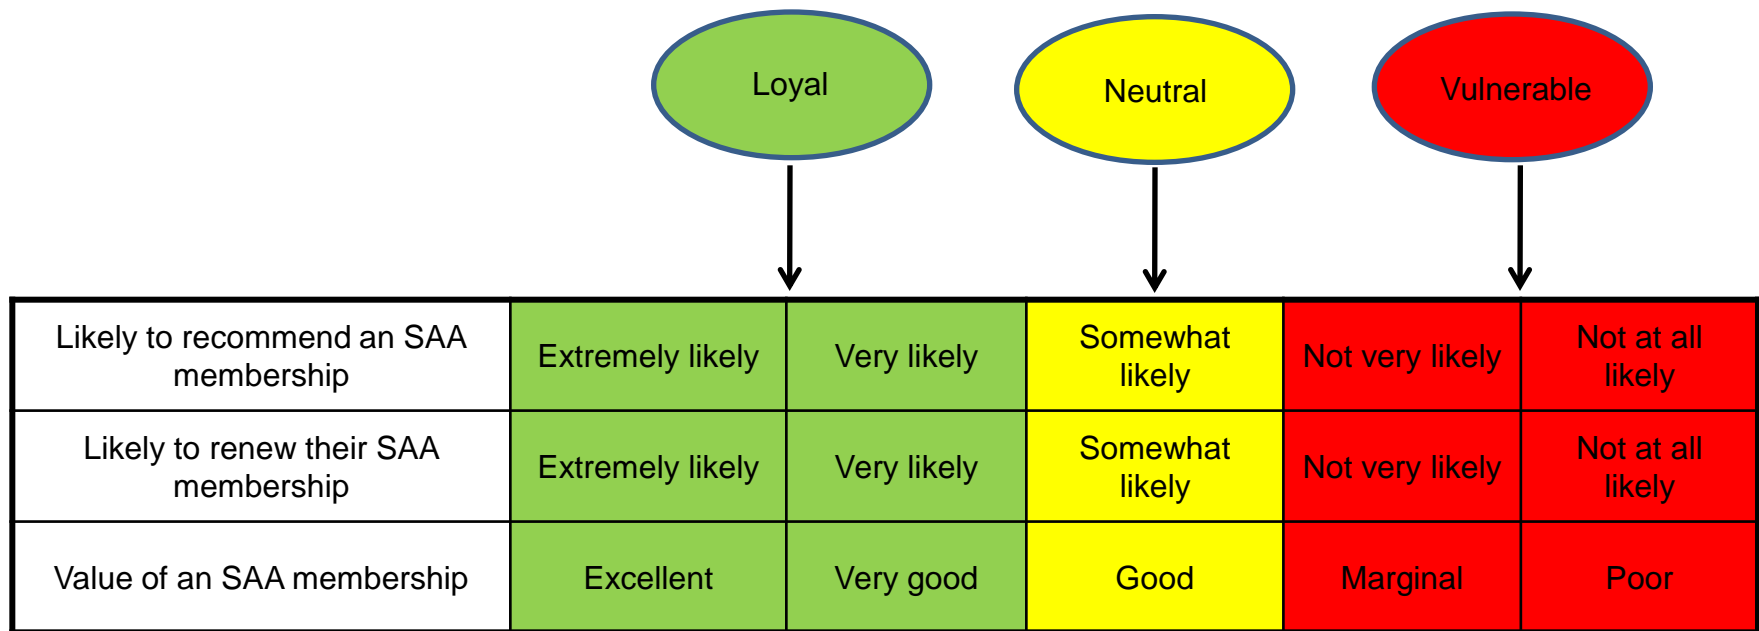 Loyal
Neutral
Vulnerable
Likely to recommend an SAA
membership
Extremely likely
Very likely
Somewhat
likely
Not very likely
Not at all
likely
Likely to renew their SAA
membership
Extremely likely
Very likely
Somewhat
likely
Not very likely
Not at all
likely
Value of an SAA membership
Excellent
Very good
Good
Marginal
Poor